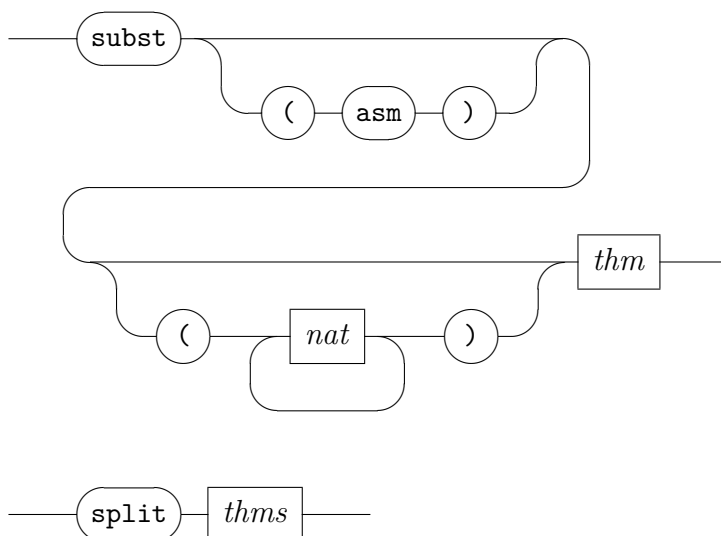 subst
( asm )
thm
( nat )
split thms